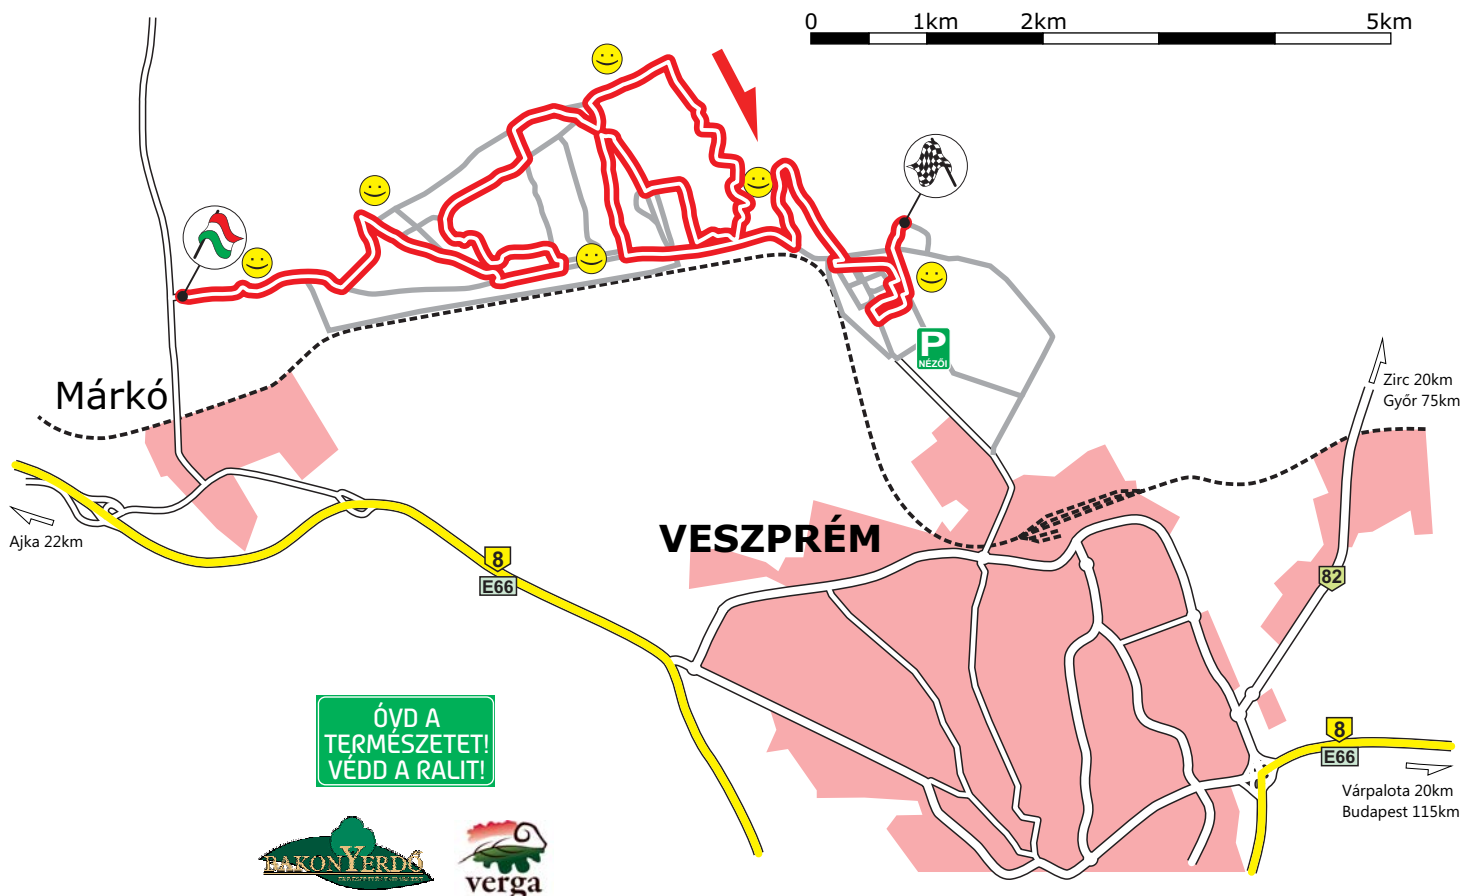 0 1km 2km 5km
Márkó
P
NÉZŐI
Zirc 20km
Győr 75km
Ajka 22km
VESZPRÉM
8
E66
82
ÓVD A
TERMÉSZETET!
VÉDD A RALIT!
8
E66
Várpalota 20km
Budapest 115km
BAKONYERDŐ
verga